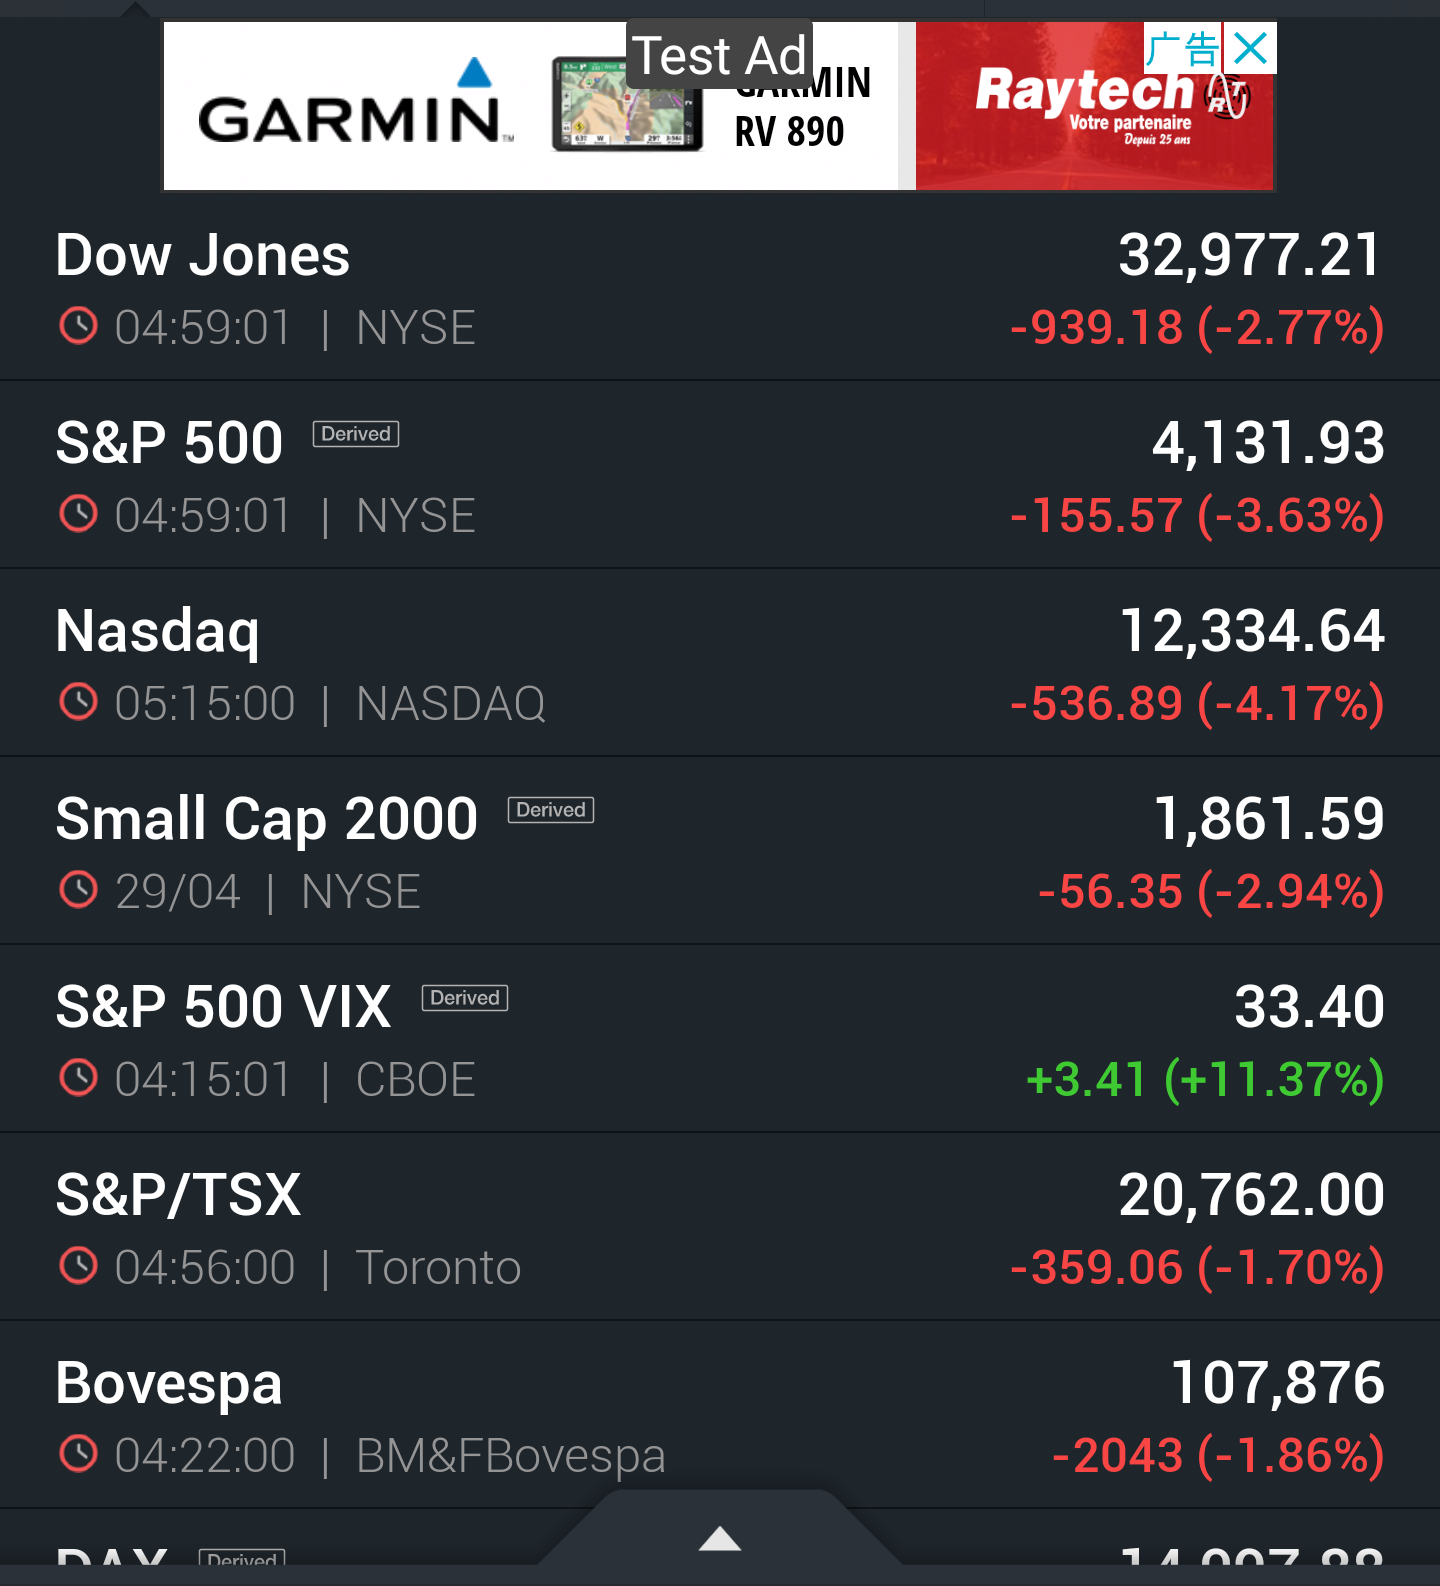 GARMIN™
Test Ad
RV 890
Raytech
RT
Votre partenaire
Depuis 25 ans
广告
Dow Jones 32,977.21
04:59:01 | NYSE -939.18 (-2.77%)
S&P 500 Derived 4,131.93
04:59:01 | NYSE -155.57 (-3.63%)
Nasdaq 12,334.64
05:15:00 | NASDAQ -536.89 (-4.17%)
Small Cap 2000 Derived 1,861.59
29/04 | NYSE -56.35 (-2.94%)
S&P 500 VIX Derived 33.40
04:15:01 | CBOE +3.41 (+11.37%)
S&P/TSX 20,762.00
04:56:00 | Toronto -359.06 (-1.70%)
Bovespa 107,876
04:22:00 | BM&FBovespa -2043 (-1.86%)
DAX Derived